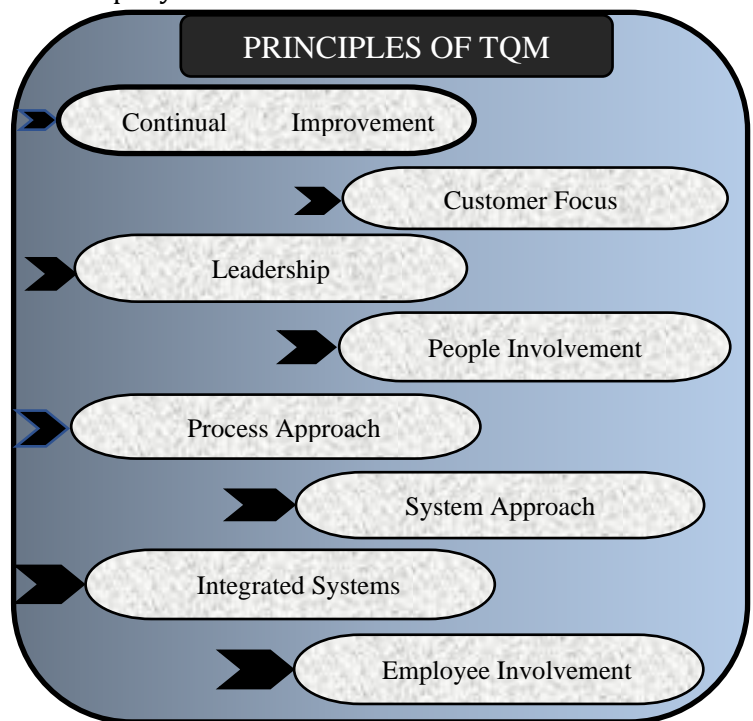 PRINCIPLES OF TQM
Continual Improvement
Customer Focus
Leadership
People Involvement
Process Approach
System Approach
Integrated Systems
Employee Involvement